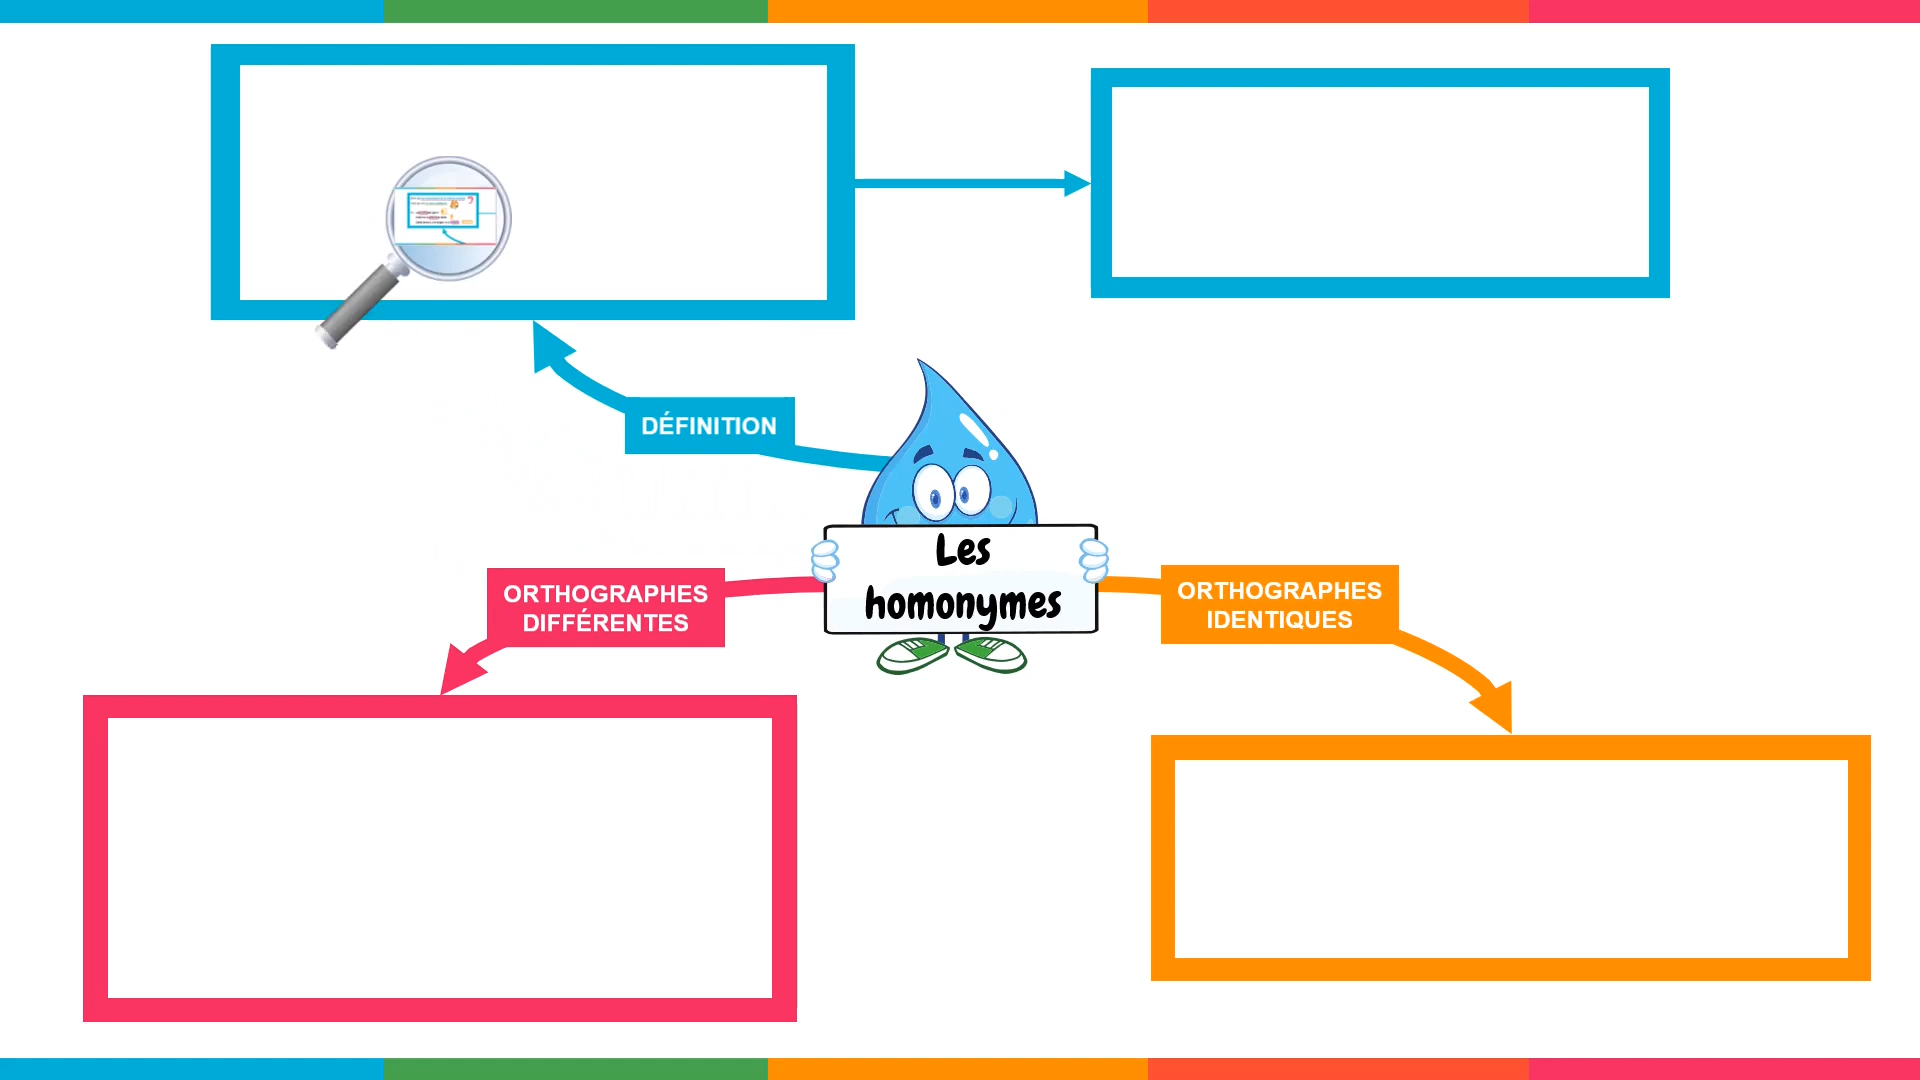 DÉFINITION
Les
homonymes
ORTHOGRAPHES
DIFFÉRENTES
ORTHOGRAPHES
IDENTIQUES